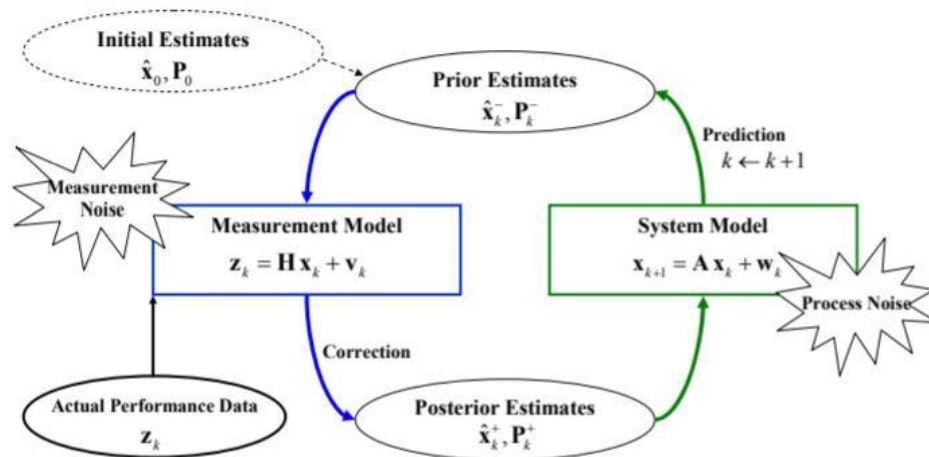 Initial Estimates
x̂₀, P₀
Prior Estimates
x̂ₖ⁻, Pₖ⁻
Prediction
k ← k+1
Measurement
Noise
Measurement Model
zₖ = H xₖ + vₖ
System Model
xₖ₊₁ = A xₖ + wₖ
Process Noise
Correction
Actual Performance Data
zₖ
Posterior Estimates
x̂ₖ⁺, Pₖ⁺